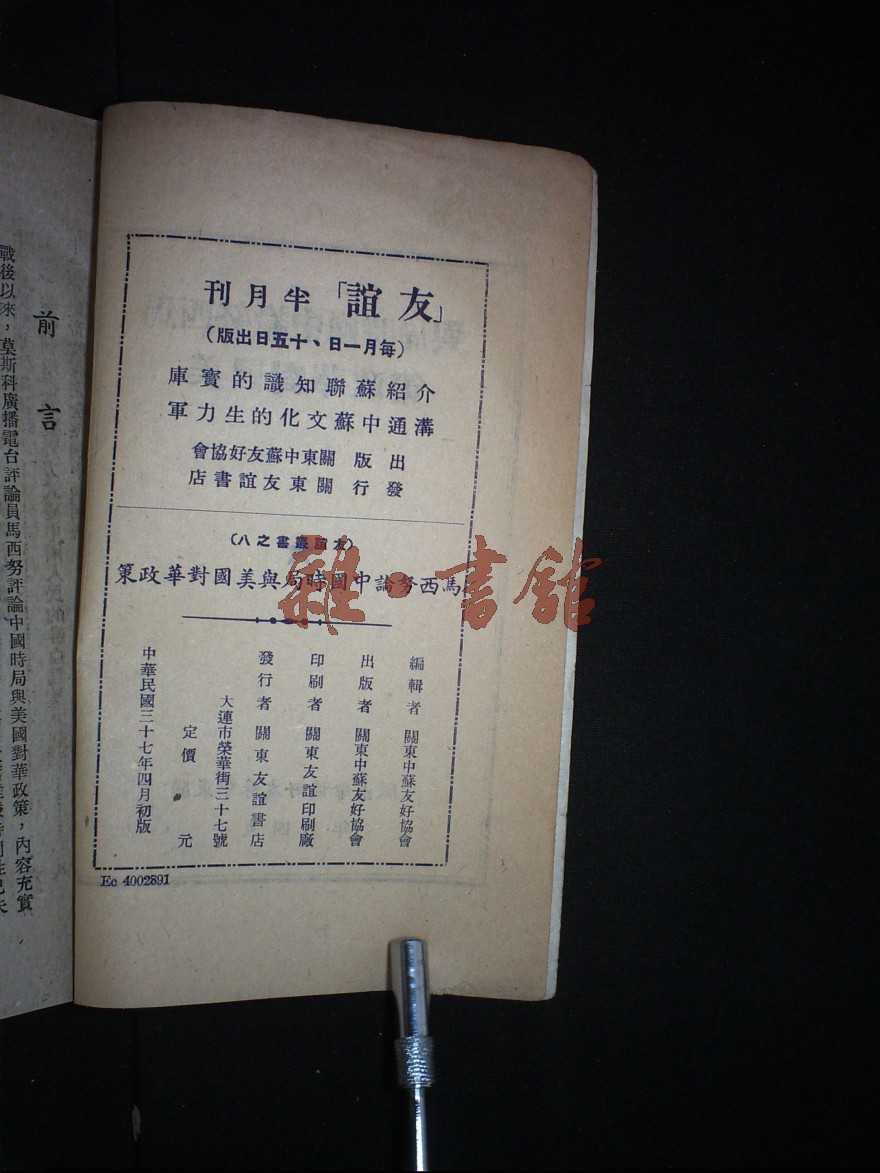 「友誼」半月刊
(每月一日、十五日出版)
介紹蘇聯知識的寶庫
溝通中蘇文化的生力軍
出版 關東中蘇友好協會
發行 關東友誼書店
(友誼叢書之八)
馬西努論中國時局與美國對華政策
編輯者 關東中蘇友好協會
出版者 關東中蘇友好協會
印刷者 關東友誼印刷廠
發行者 關東友誼書店
大連市榮華街三十七號
定價 元
中華民國三十七年四月初版
Ec 4002891
雜·書館
前言
戰後以來,莫斯科廣播電台評論員馬西努評論中國時局與美國對華政策,內容充實